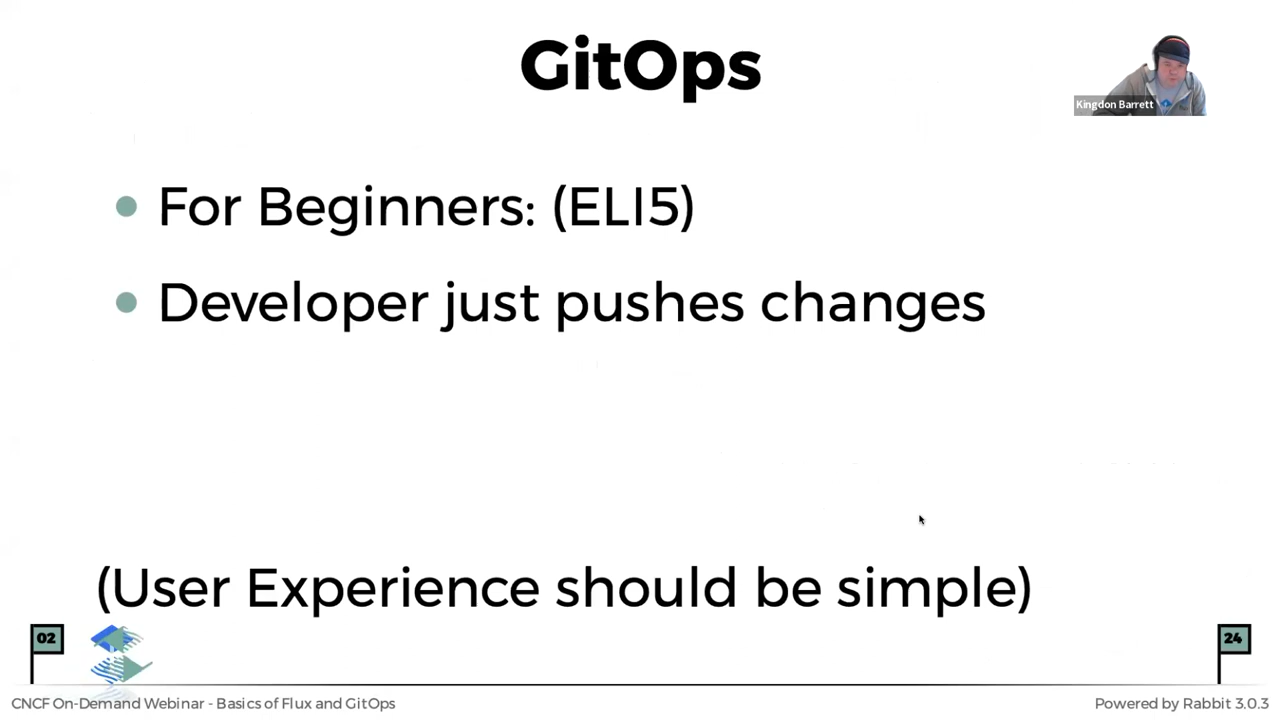 GitOps
Kingdon Barrett
For Beginners: (ELI5)
Developer just pushes changes
(User Experience should be simple)
02
24
CNCF On-Demand Webinar - Basics of Flux and GitOps
Powered by Rabbit 3.0.3